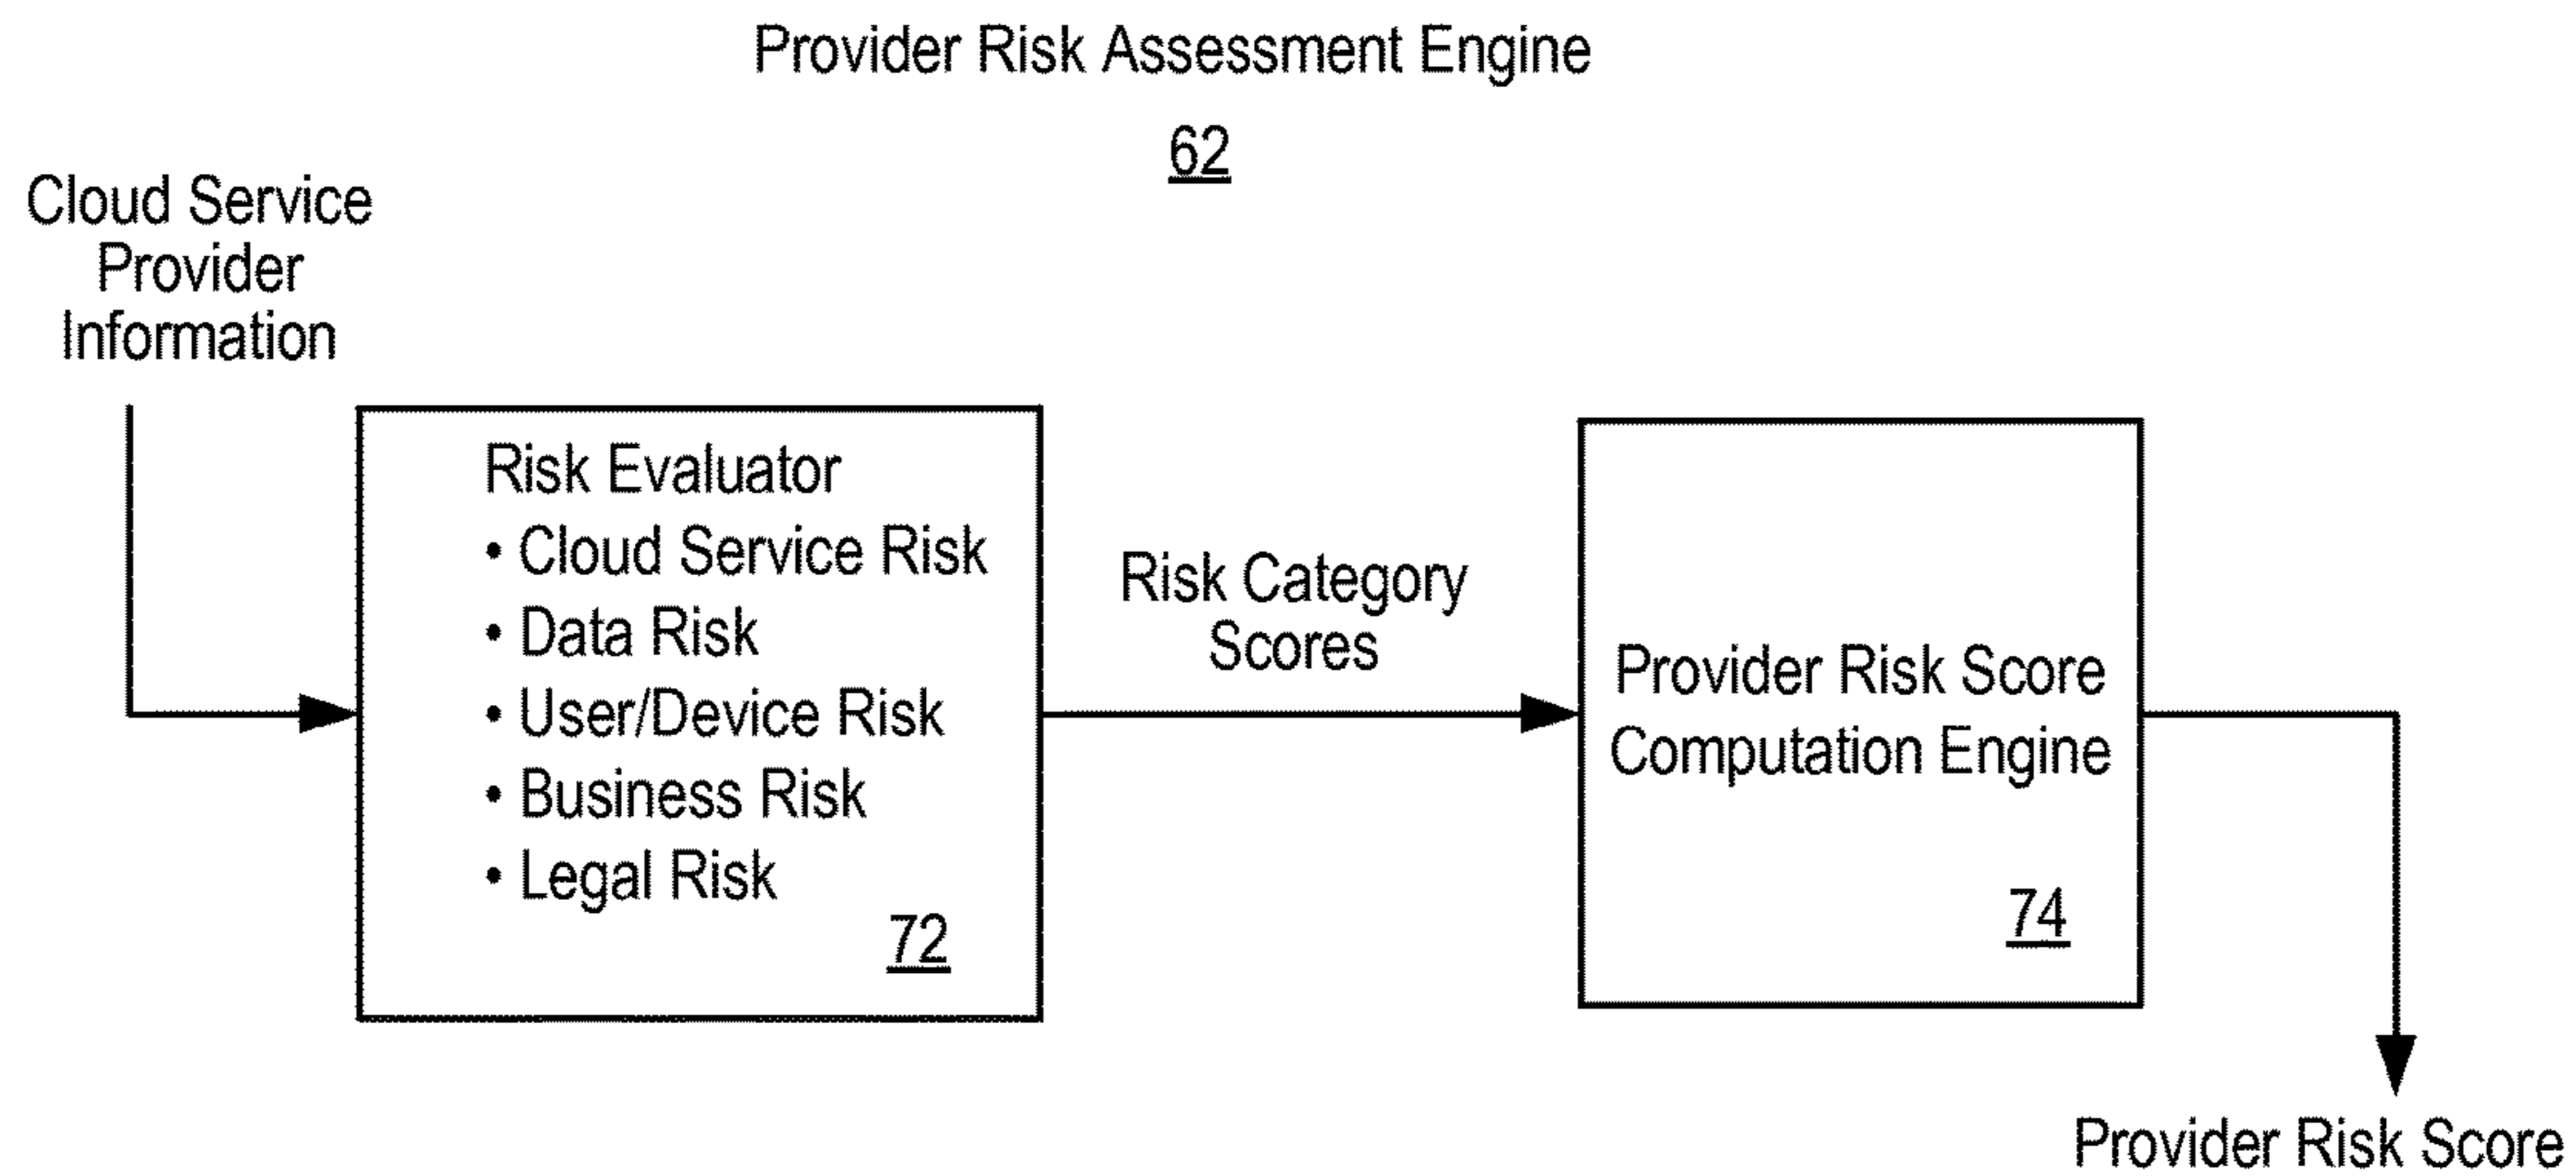 Provider Risk Assessment Engine
62
Cloud Service
Provider
Information
Risk Evaluator
• Cloud Service Risk
• Data Risk
• User/Device Risk
• Business Risk
• Legal Risk
72
Risk Category
Scores
Provider Risk Score
Computation Engine
74
Provider Risk Score